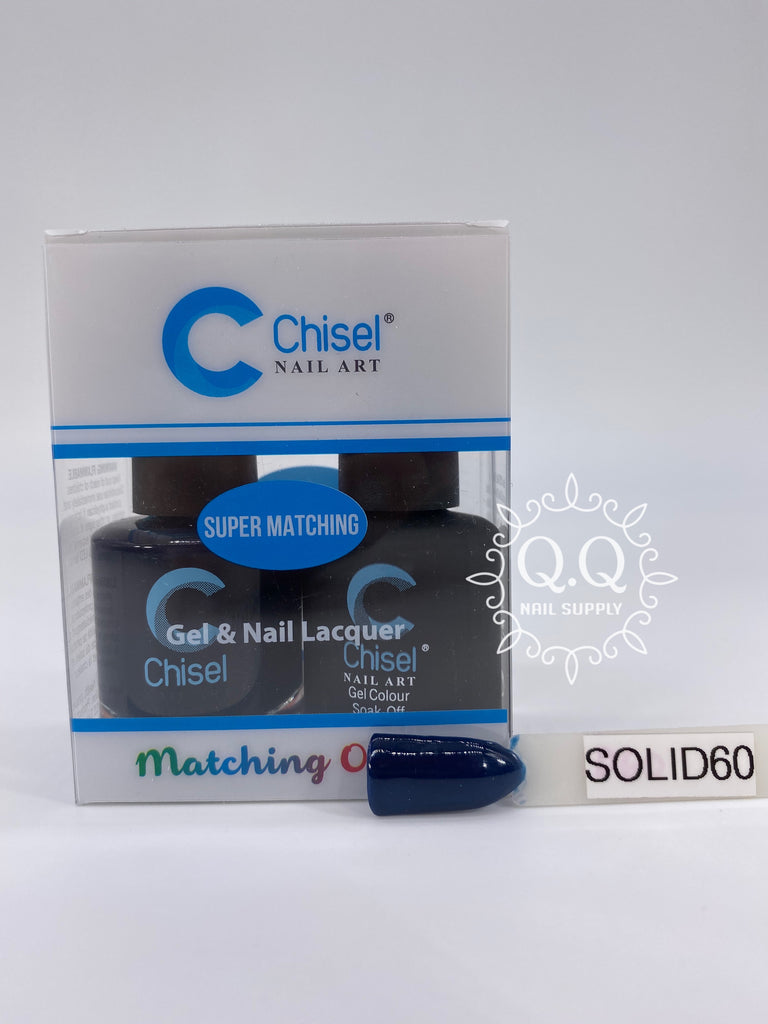 Chisel®
NAIL ART
SUPER MATCHING
Gel & Nail Lacquer
Chisel
Chisel®
NAIL ART
Gel Colour
Soak-Off
Matching O
Q.Q
NAIL SUPPLY
SOLID60